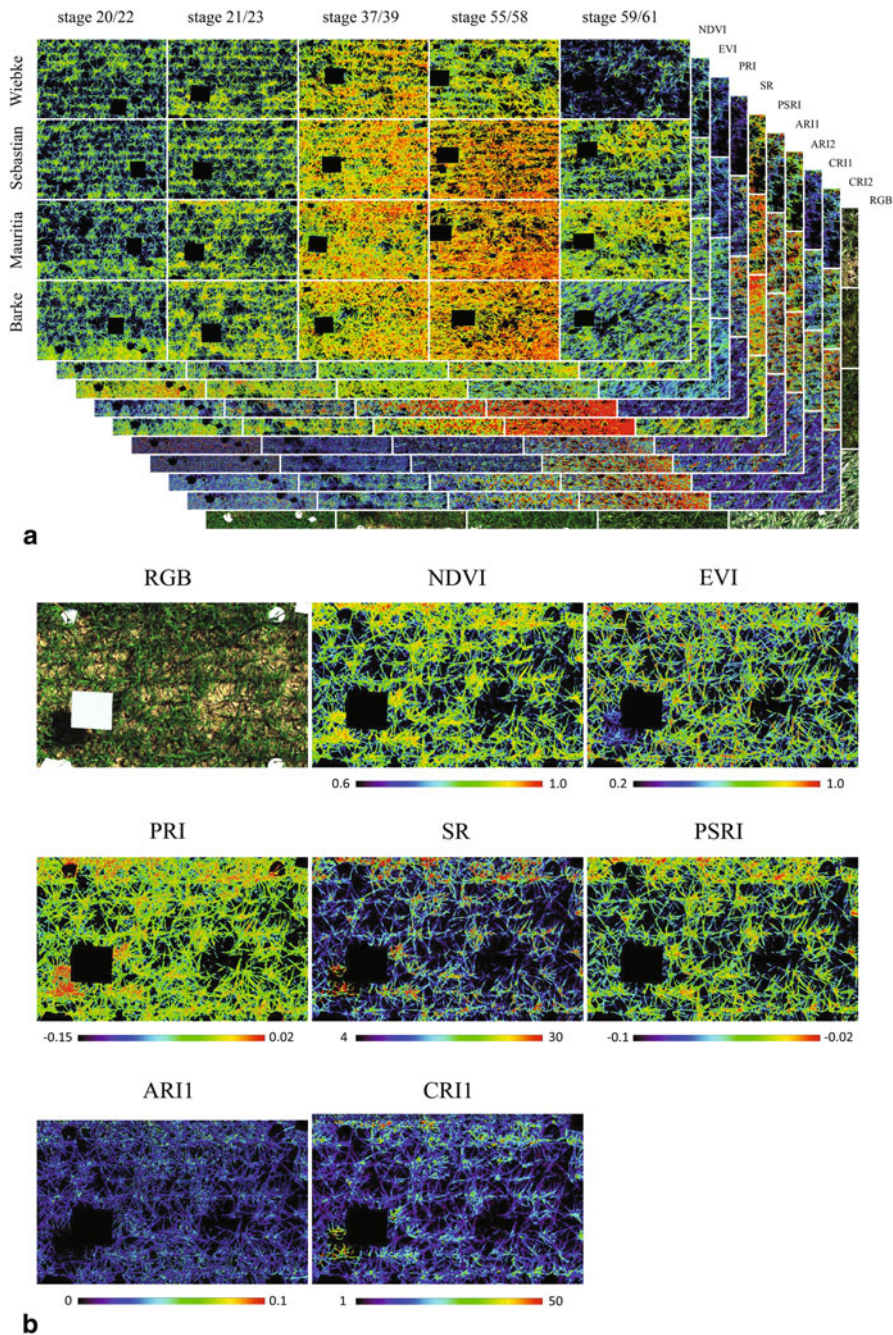 stage 20/22 stage 21/23 stage 37/39 stage 55/58 stage 59/61
Wiebke
Sebastian
Mauritia
Barke
NDVI
EVI
PRI
SR
PSRI
ARI1
ARI2
CRI1
CRI2
RGB
a
RGB NDVI EVI
0.6 1.0 0.2 1.0
PRI SR PSRI
-0.15 0.02 4 30 -0.1 -0.02
ARI1 CRI1
0 0.1 1 50
b